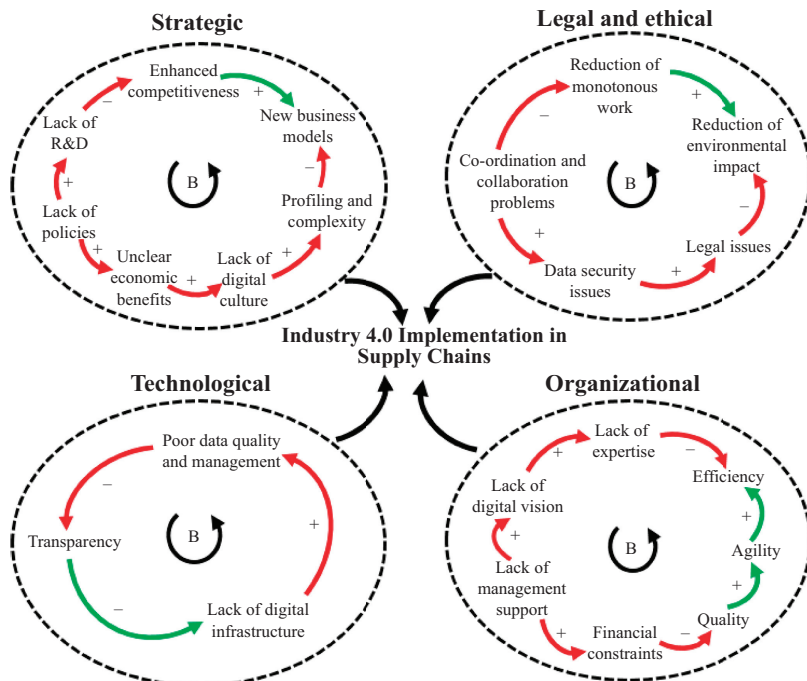 Strategic
Enhanced
competitiveness
+
New business
models
−
Lack of
R&D
−
Profiling and
complexity
B
+
Lack of
policies
+
Unclear
economic
benefits
+
Lack of
digital
culture
+
Legal and ethical
Reduction of
monotonous
work
+
Reduction of
environmental
impact
−
Co-ordination and
collaboration
problems
B
−
+
Legal issues
Data security
issues
+
Industry 4.0 Implementation in
Supply Chains
Technological
Poor data quality
and management
−
+
Transparency
B
−
Lack of digital
infrastructure
Organizational
Lack of
expertise
−
Efficiency
+
Lack of
digital vision
+
+
B
Agility
Lack of
management
support
+
Quality
+
Financial
constraints
−